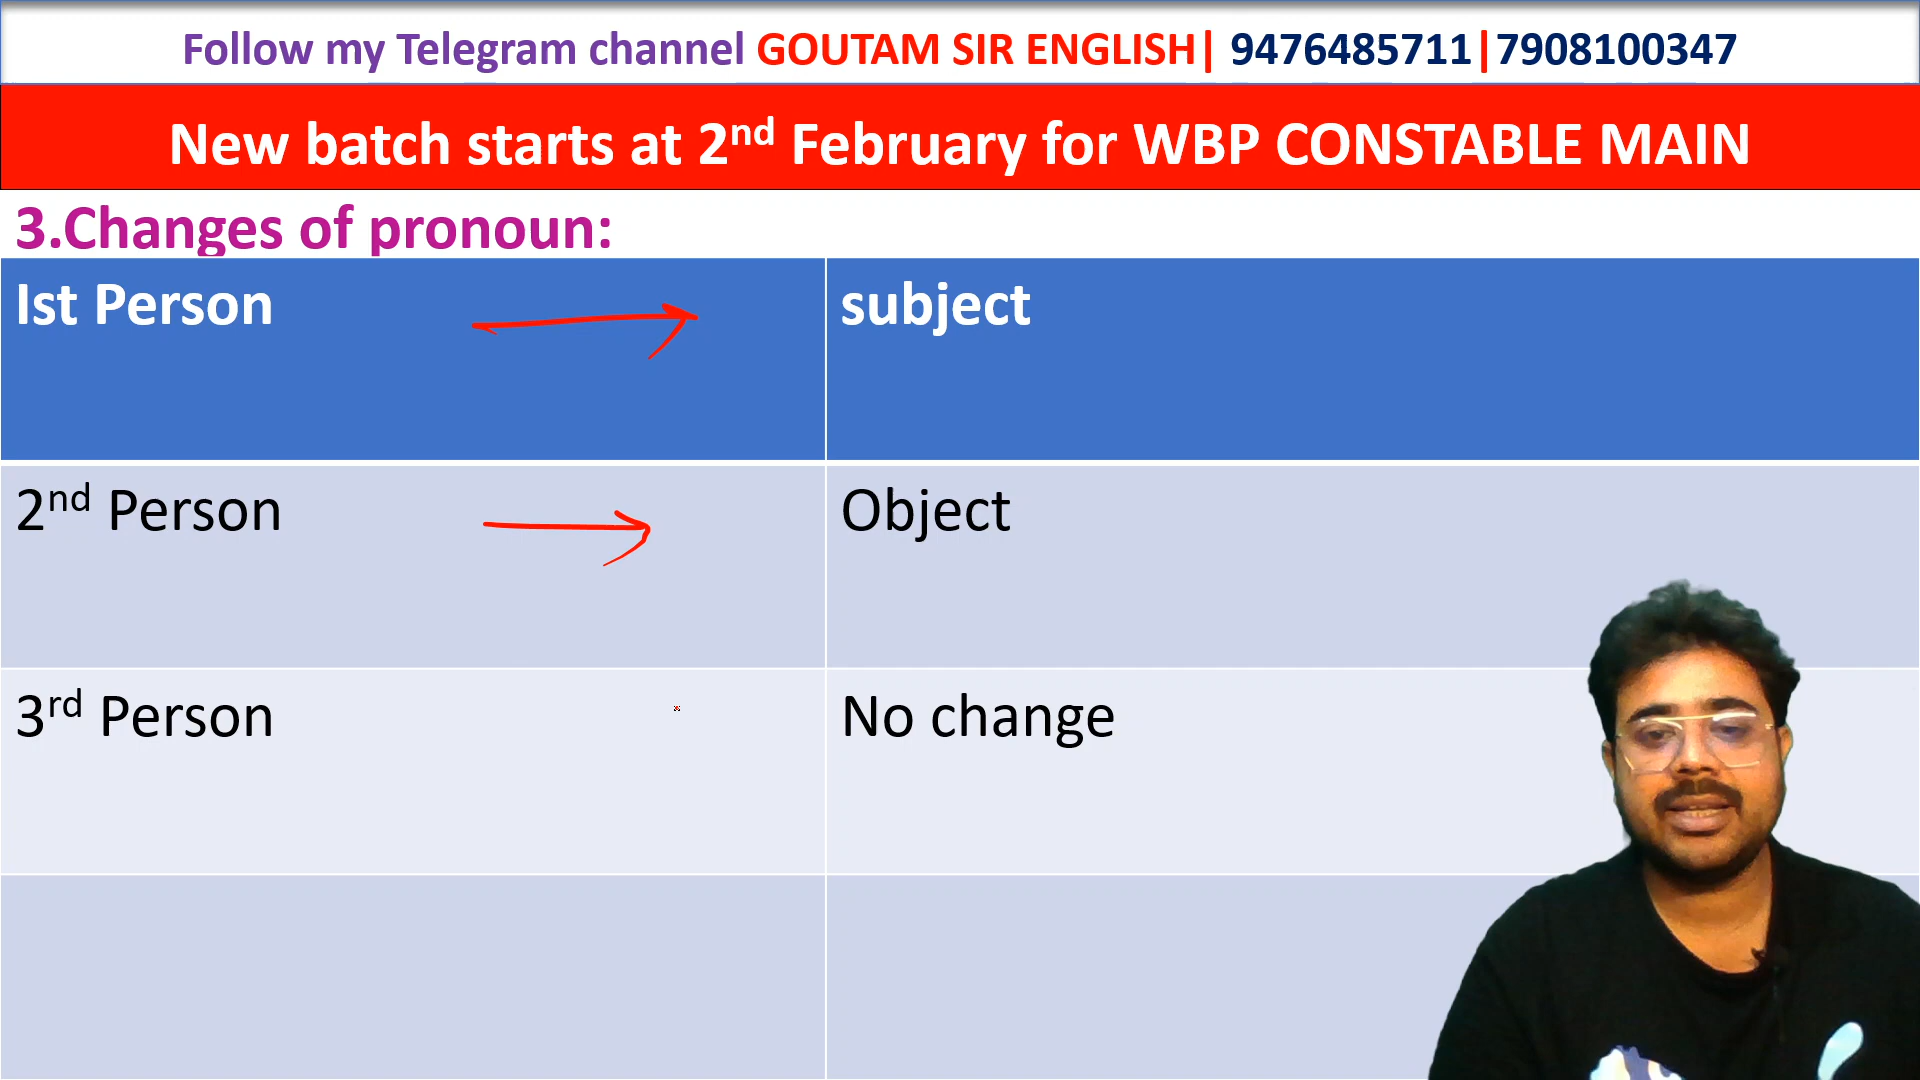 Follow my Telegram channel GOUTAM SIR ENGLISH| 9476485711|7908100347
New batch starts at 2nd February for WBP CONSTABLE MAIN
3.Changes of pronoun:
Ist Person subject
2nd Person Object
3rd Person No change